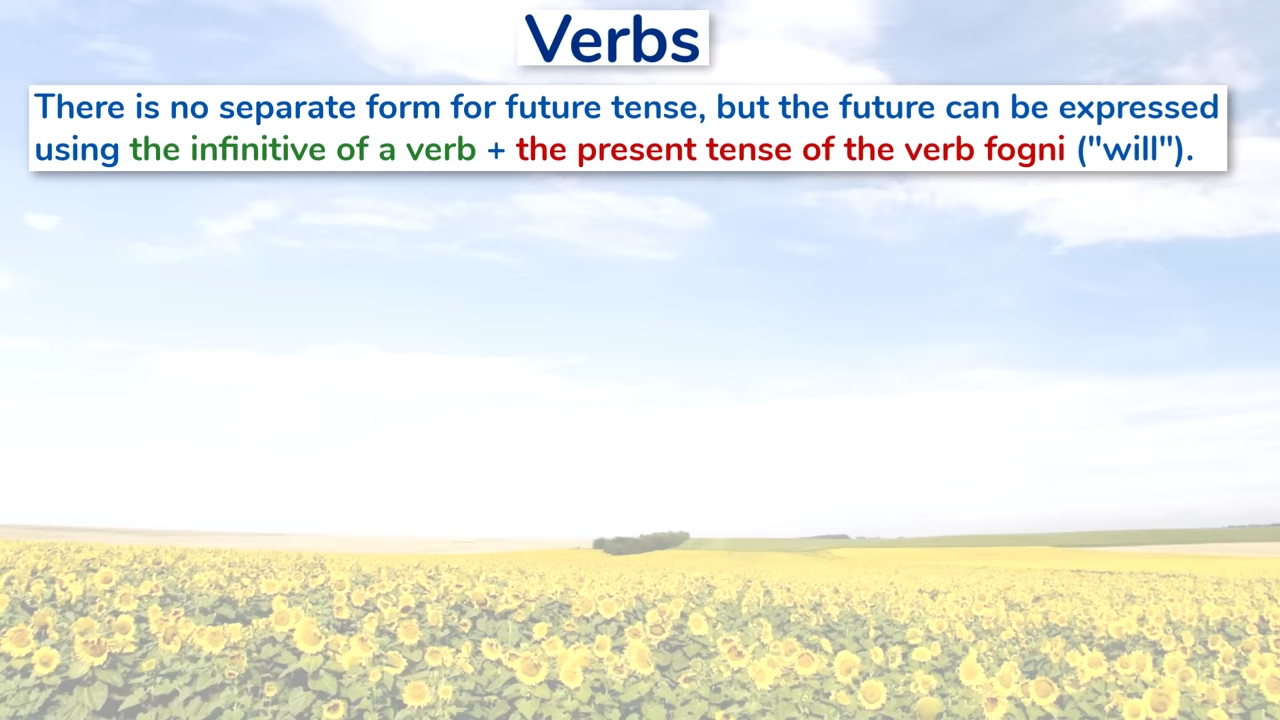 Verbs
There is no separate form for future tense, but the future can be expressed
using the infinitive of a verb + the present tense of the verb fogni ("will").